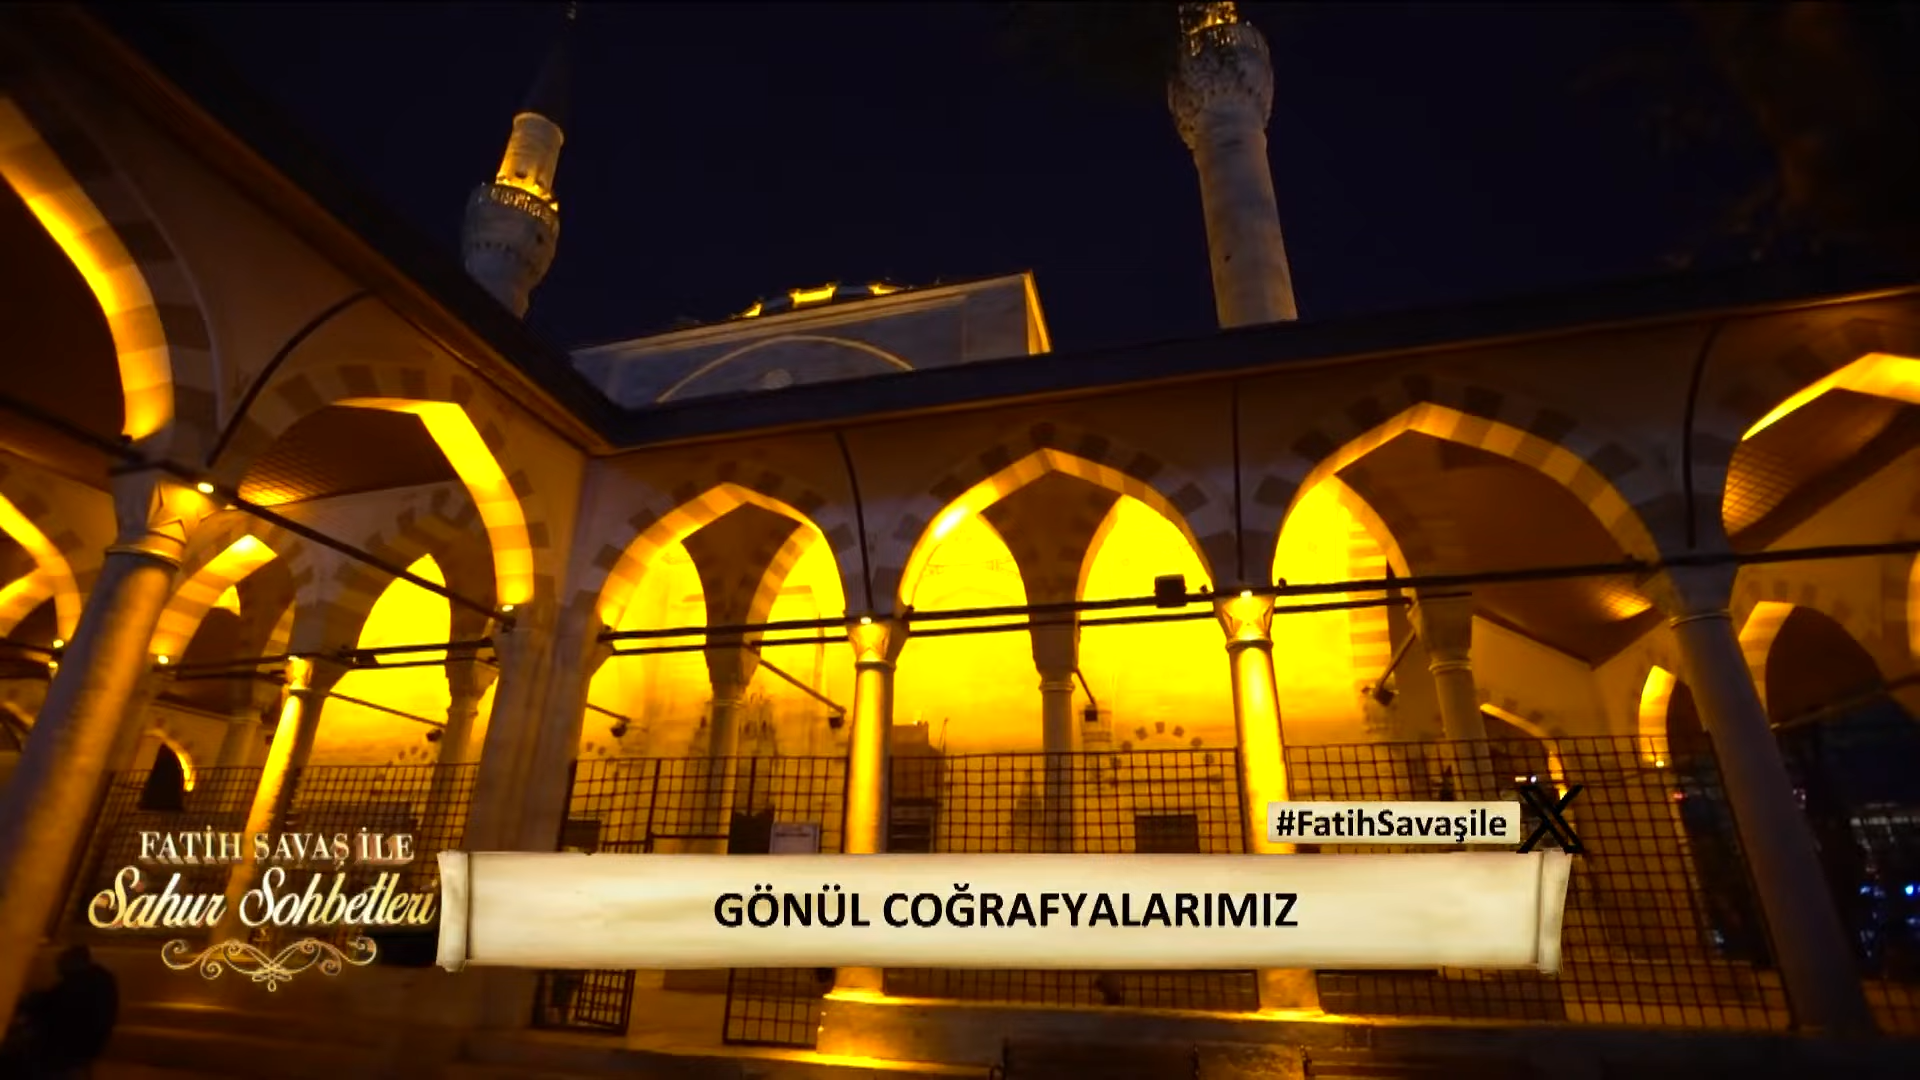 FATİH SAVAŞ İLE
Sahur Sohbetleri
#FatihSavaşile
GÖNÜL COĞRAFYALARIMIZ